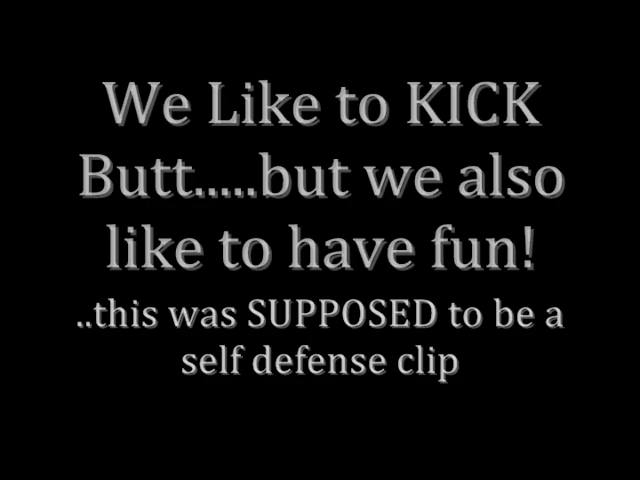 We Like to KICK
Butt.....but we also
like to have fun!
..this was SUPPOSED to be a
self defense clip